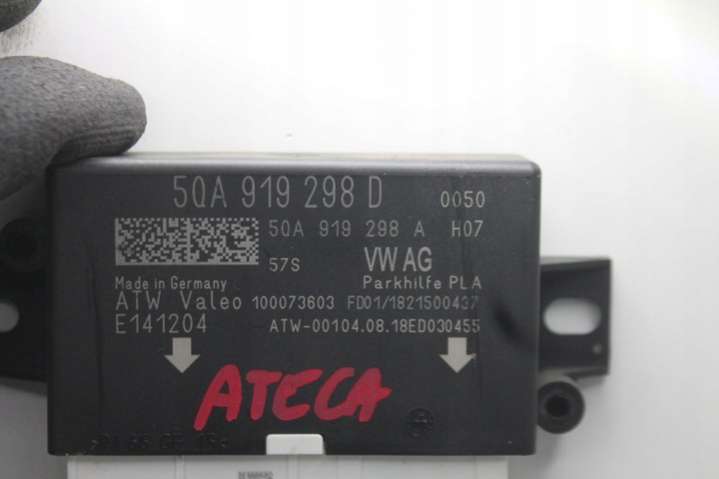 5QA 919 298 D 0050
5QA 919 298 A H07
57S VW AG
Made in Germany Parkhilfe PLA
ATW Valeo 100073603 FD01/1821500437
E141204 ATW-00104.08.18ED030455
ATECA